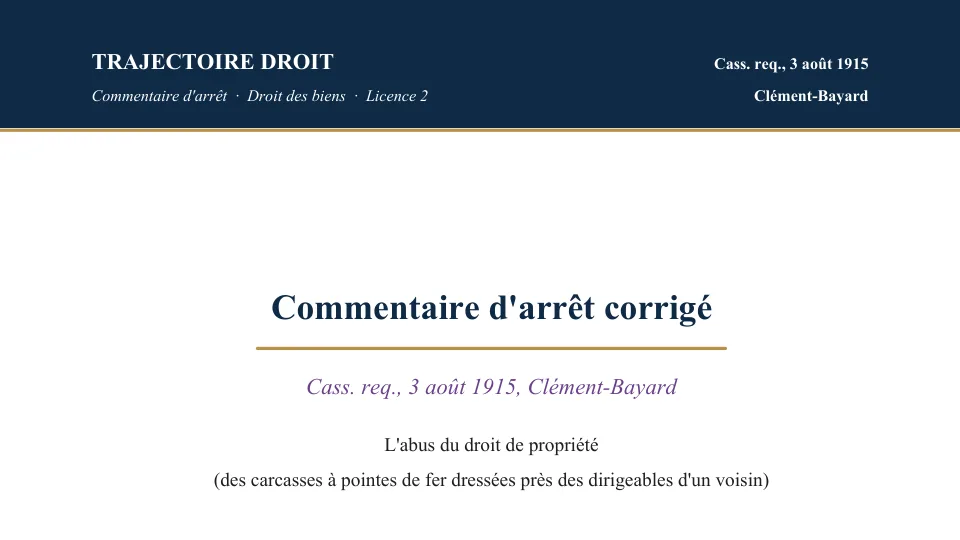 TRAJECTOIRE DROIT
Commentaire d'arrêt · Droit des biens · Licence 2
Cass. req., 3 août 1915
Clément-Bayard
Commentaire d'arrêt corrigé
Cass. req., 3 août 1915, Clément-Bayard
L'abus du droit de propriété
(des carcasses à pointes de fer dressées près des dirigeables d'un voisin)